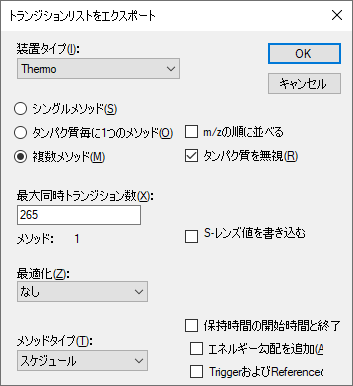 トランジションリストをエクスポート
装置タイプ(I):
Thermo
OK
キャンセル
シングルメソッド(S)
タンパク質毎に1つのメソッド(O)
m/zの順に並べる
複数メソッド(M)
タンパク質を無視(R)
最大同時トランジション数(X):
265
メソッド: 1
S-レンズ値を書き込む
最適化(Z):
なし
保持時間の開始時間と終了
メソッドタイプ(T):
エネルギー勾配を追加(A
スケジュール
TriggerおよびReference